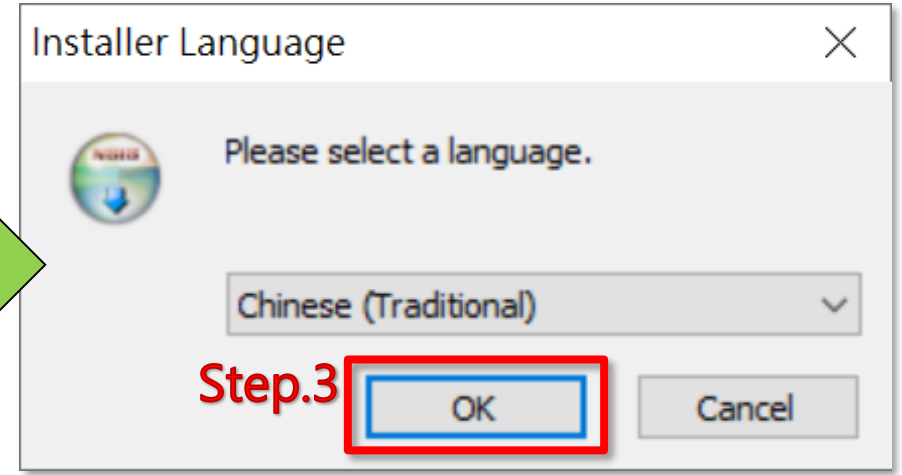 Installer Language
Please select a language.
Chinese (Traditional)
Step.3
OK
Cancel